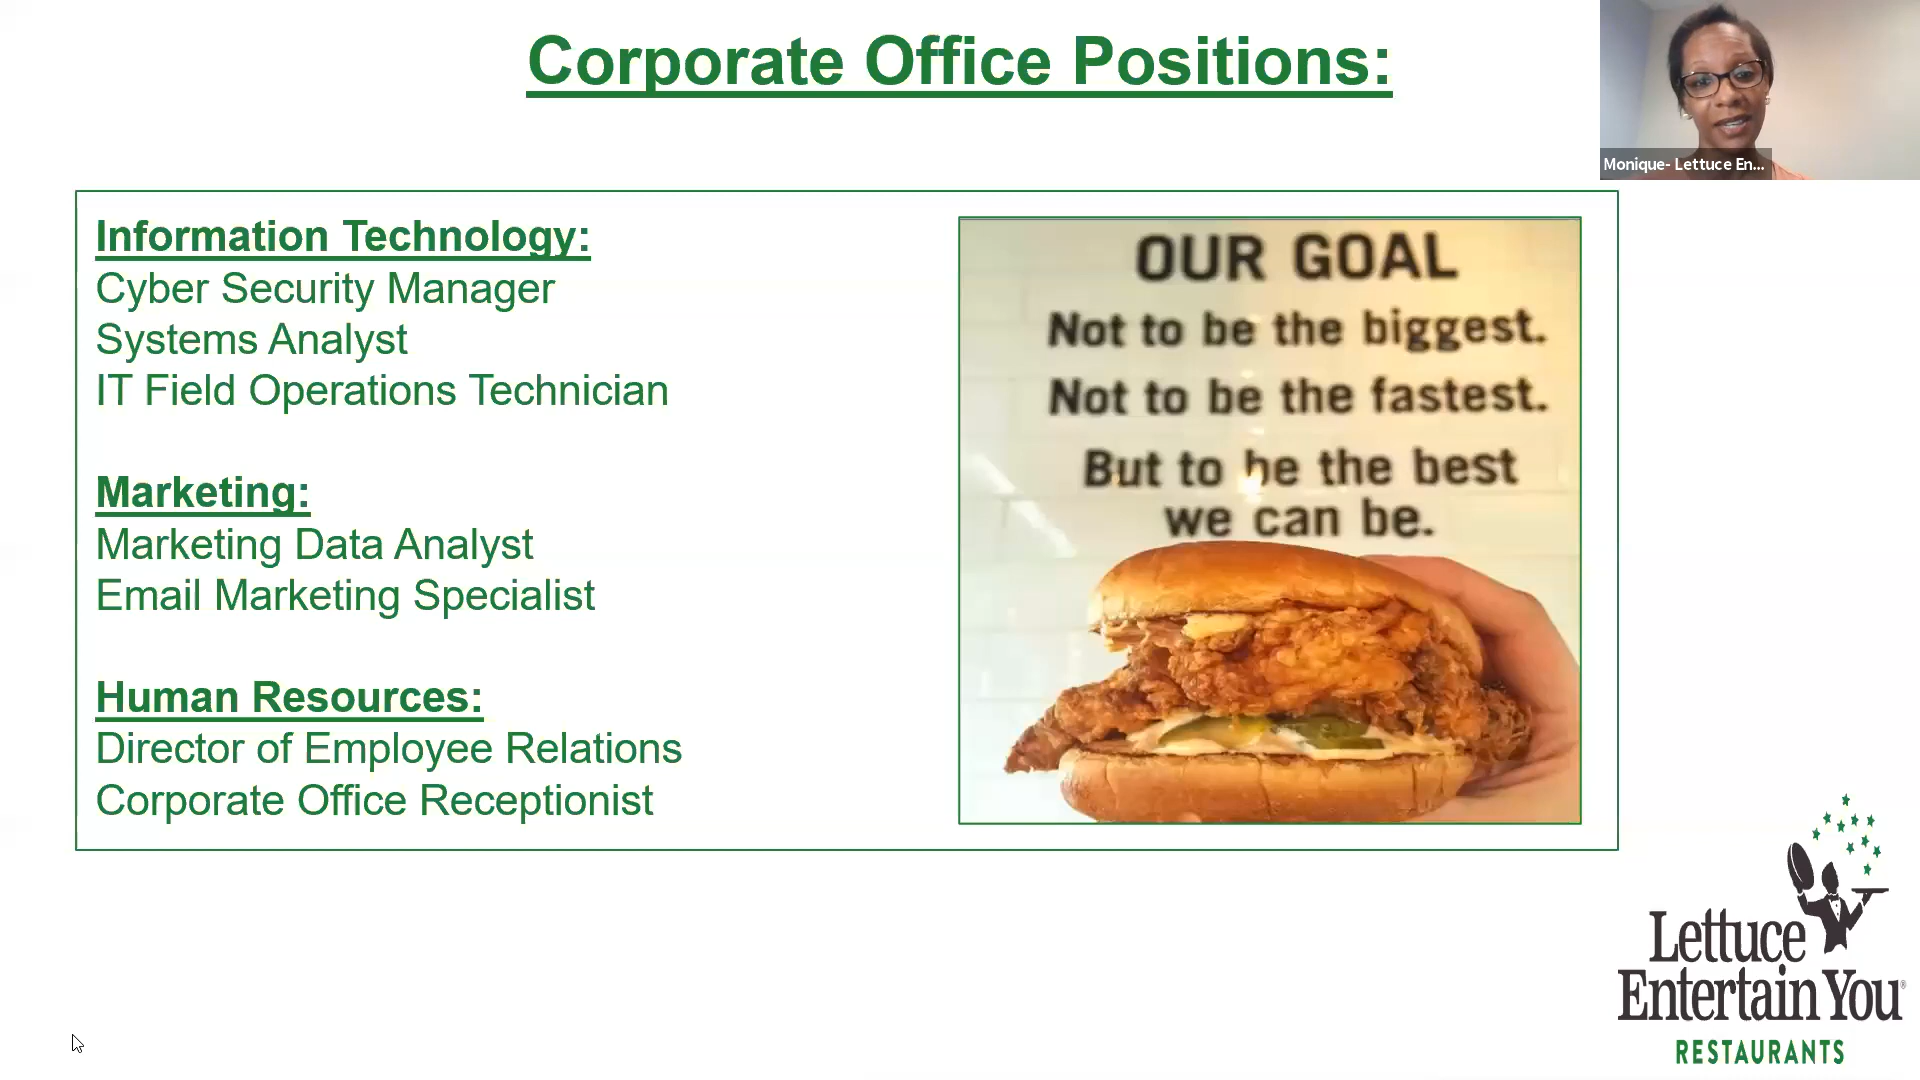 Corporate Office Positions:
Monique- Lettuce En...
Information Technology:
Cyber Security Manager
Systems Analyst
IT Field Operations Technician
Marketing:
Marketing Data Analyst
Email Marketing Specialist
Human Resources:
Director of Employee Relations
Corporate Office Receptionist
OUR GOAL
Not to be the biggest.
Not to be the fastest.
But to be the best
we can be.
Lettuce
Entertain You®
RESTAURANTS